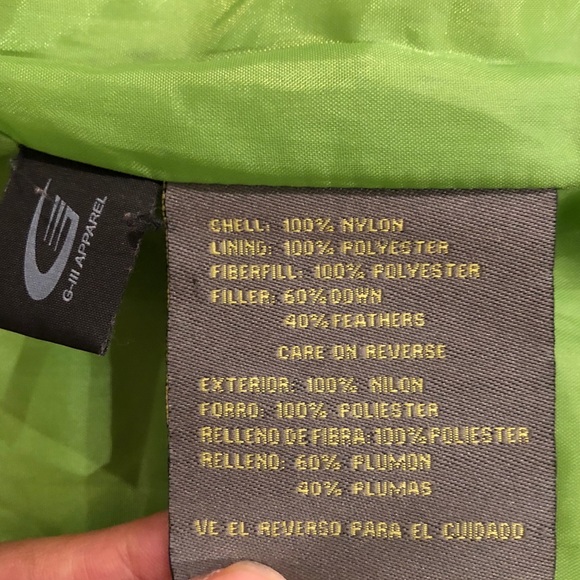 G-III APPAREL
SHELL: 100% NYLON
LINING: 100% POLYESTER
FIBERFILL: 100% POLYESTER
FILLER: 60% DOWN
40% FEATHERS
CARE ON REVERSE
EXTERIOR: 100% NILON
FORRO: 100% POLIESTER
RELLENO DE FIBRA: 100% POLIESTER
RELLENO: 60% PLUMON
40% PLUMAS
VE EL REVERSO PARA EL CUIDADO